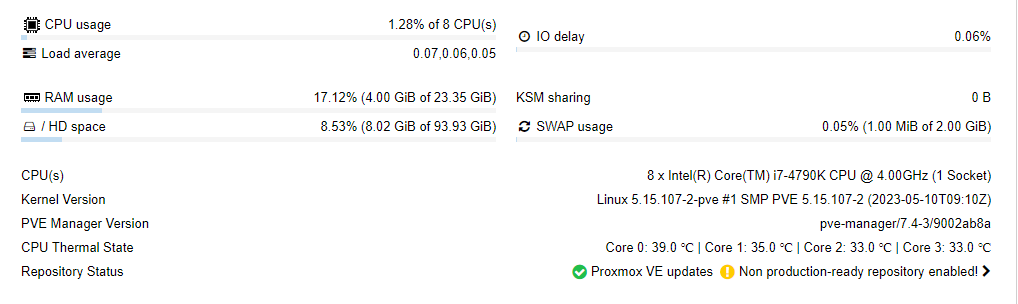 CPU usage 1.28% of 8 CPU(s)
IO delay 0.06%
Load average 0.07,0.06,0.05
RAM usage 17.12% (4.00 GiB of 23.35 GiB)
KSM sharing 0 B
/ HD space 8.53% (8.02 GiB of 93.93 GiB)
SWAP usage 0.05% (1.00 MiB of 2.00 GiB)
CPU(s) 8 x Intel(R) Core(TM) i7-4790K CPU @ 4.00GHz (1 Socket)
Kernel Version Linux 5.15.107-2-pve #1 SMP PVE 5.15.107-2 (2023-05-10T09:10Z)
PVE Manager Version pve-manager/7.4-3/9002ab8a
CPU Thermal State Core 0: 39.0 ℃ | Core 1: 35.0 ℃ | Core 2: 33.0 ℃ | Core 3: 33.0 ℃
Repository Status Proxmox VE updates Non production-ready repository enabled!